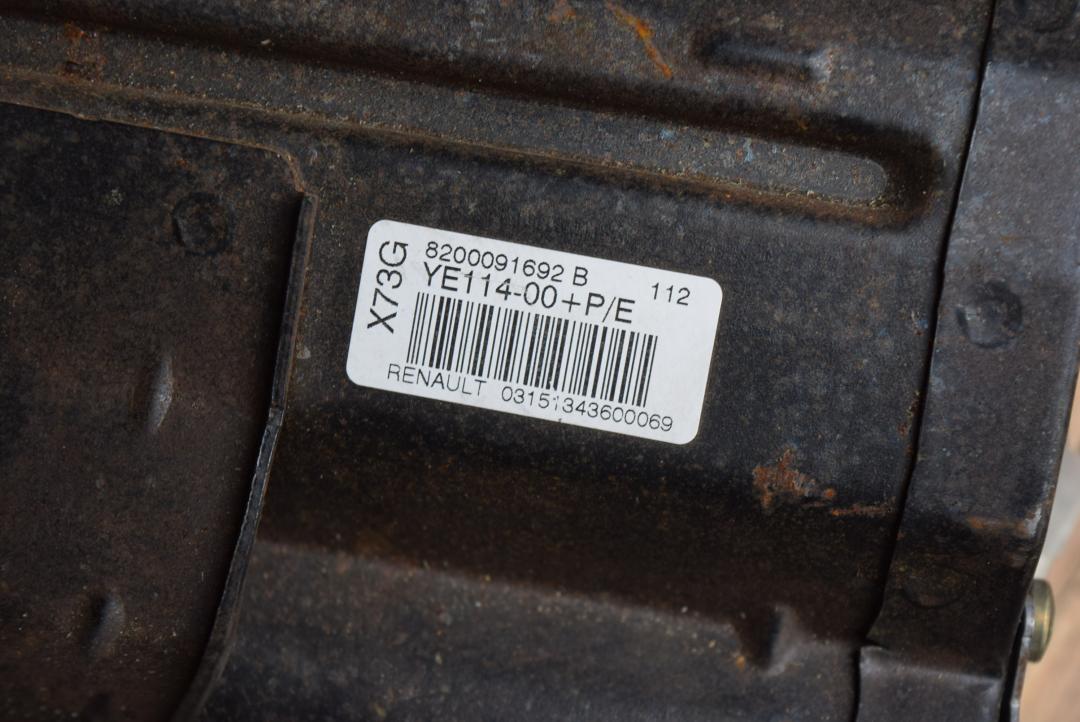 X73G
8200091692 B
112
YE114-00+P/E
RENAULT 03151343600069